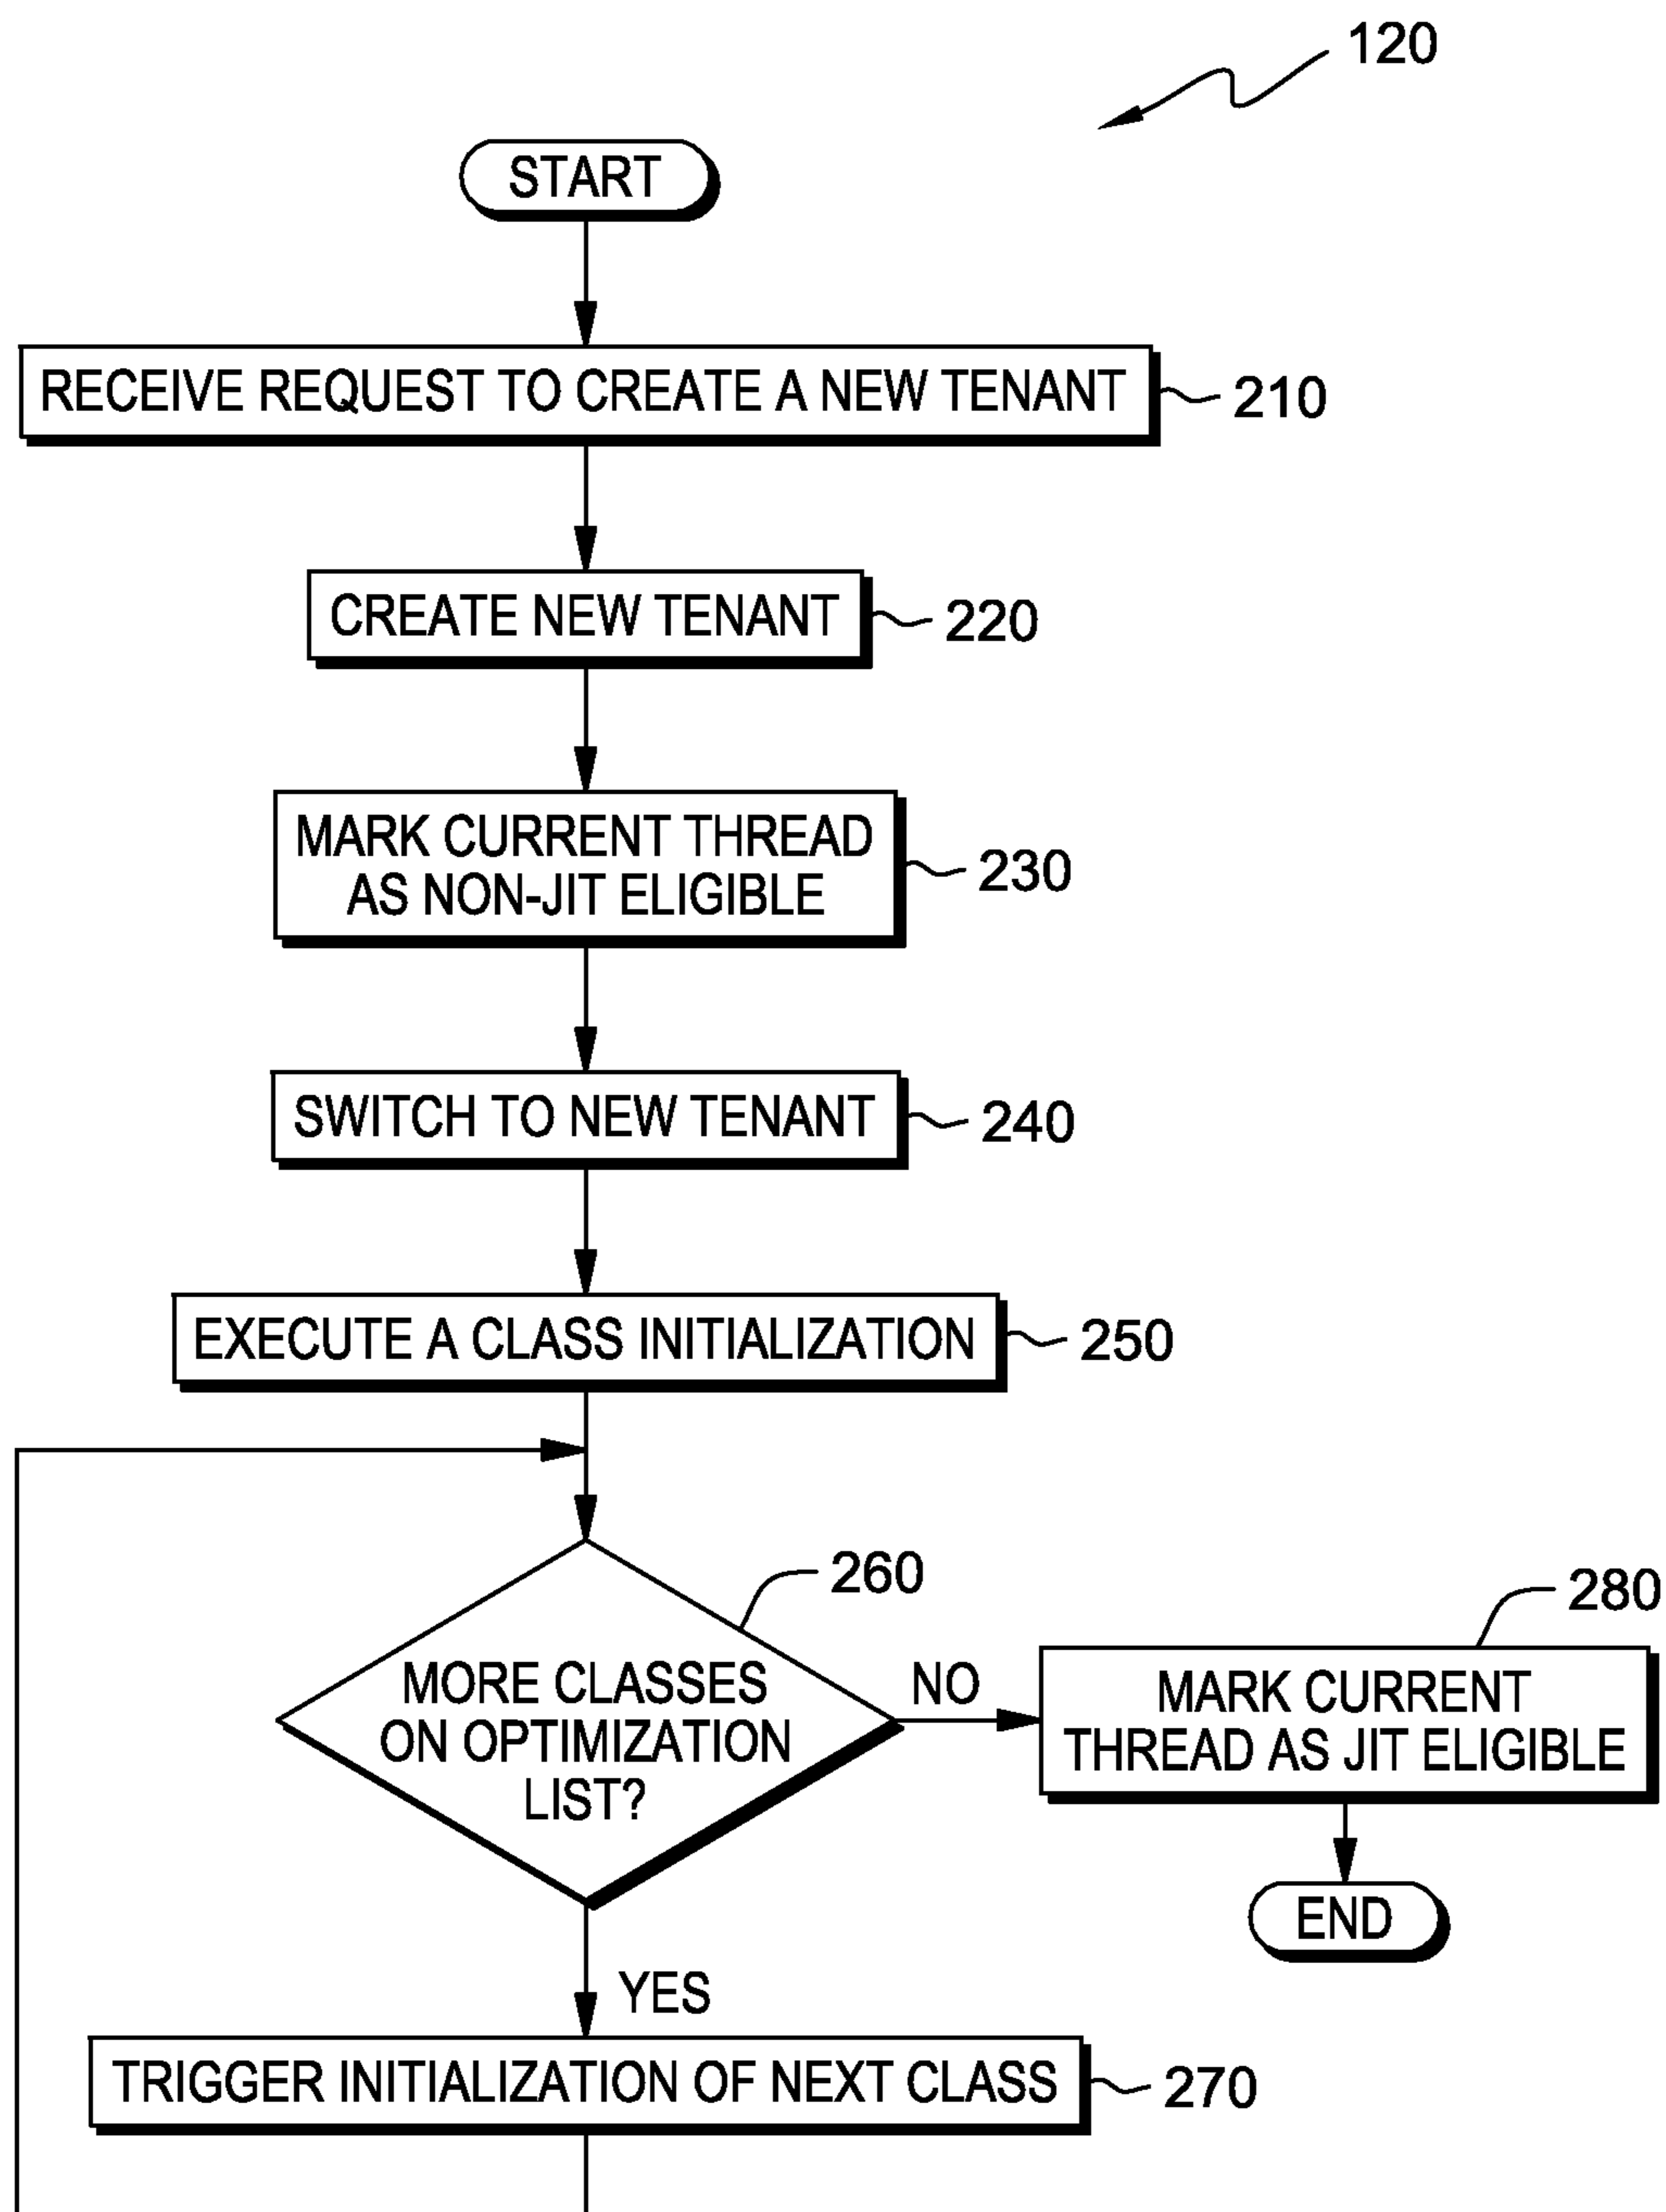 120
START
RECEIVE REQUEST TO CREATE A NEW TENANT
210
CREATE NEW TENANT
220
MARK CURRENT THREAD
AS NON-JIT ELIGIBLE
230
SWITCH TO NEW TENANT
240
EXECUTE A CLASS INITIALIZATION
250
260
MORE CLASSES
ON OPTIMIZATION
LIST?
NO
280
MARK CURRENT
THREAD AS JIT ELIGIBLE
END
YES
TRIGGER INITIALIZATION OF NEXT CLASS
270